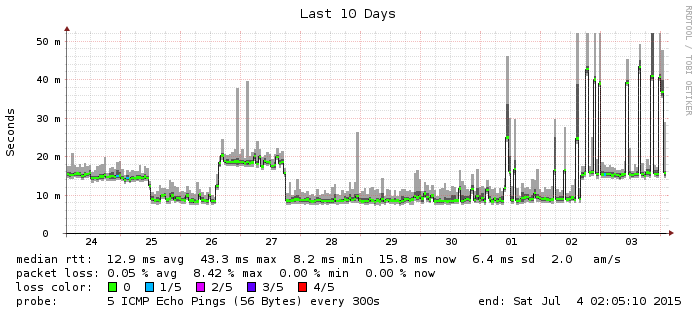 Last 10 Days
RRDTOOL / TOBI OETIKER
Seconds
50 m
40 m
30 m
20 m
10 m
0
24 25 26 27 28 29 30 01 02 03
median rtt: 12.9 ms avg 43.3 ms max 8.2 ms min 15.8 ms now 6.4 ms sd 2.0 am/s
packet loss: 0.05 % avg 8.42 % max 0.00 % min 0.00 % now
loss color: 0 1/5 2/5 3/5 4/5
probe: 5 ICMP Echo Pings (56 Bytes) every 300s end: Sat Jul 4 02:05:10 2015